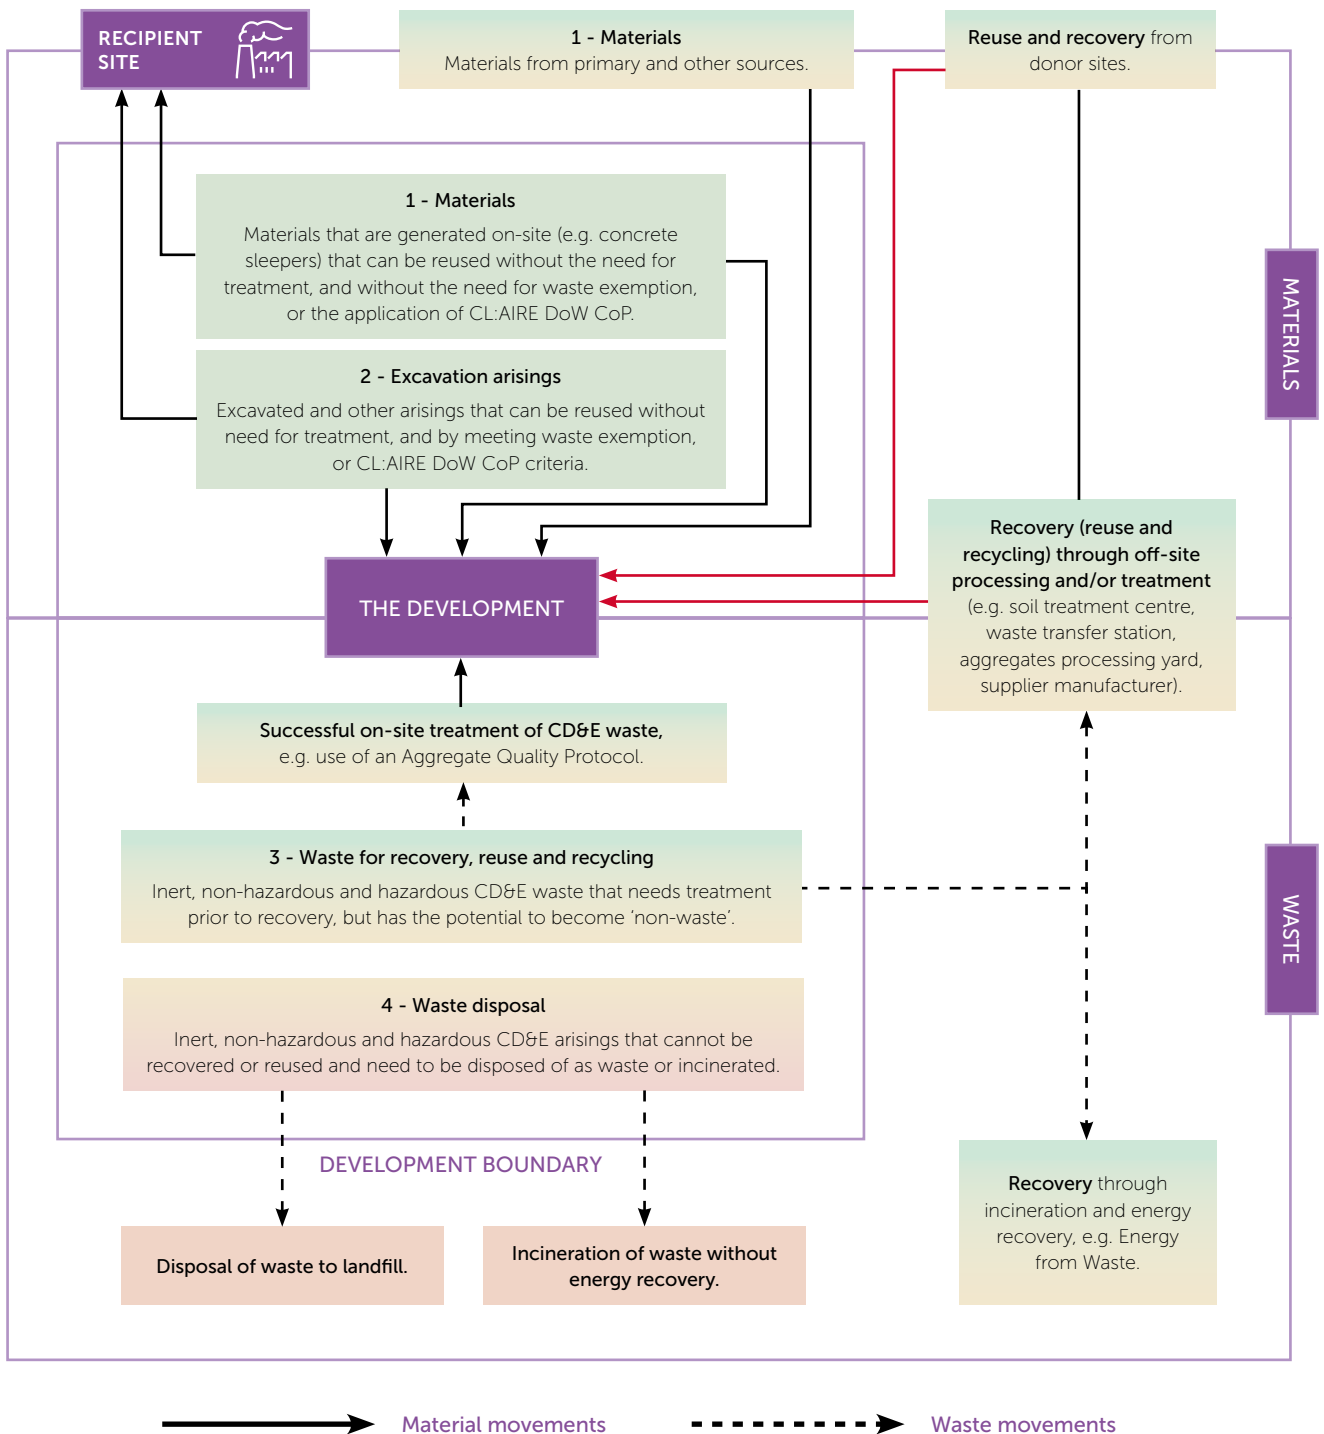 RECIPIENT
SITE
1 - Materials
Materials from primary and other sources.
Reuse and recovery from
donor sites.
1 - Materials
Materials that are generated on-site (e.g. concrete
sleepers) that can be reused without the need for
treatment, and without the need for waste exemption,
or the application of CL:AIRE DoW CoP.
2 - Excavation arisings
Excavated and other arisings that can be reused without
need for treatment, and by meeting waste exemption,
or CL:AIRE DoW CoP criteria.
MATERIALS
THE DEVELOPMENT
Recovery (reuse and
recycling) through off-site
processing and/or treatment
(e.g. soil treatment centre,
waste transfer station,
aggregates processing yard,
supplier manufacturer).
Successful on-site treatment of CD&E waste,
e.g. use of an Aggregate Quality Protocol.
3 - Waste for recovery, reuse and recycling
Inert, non-hazardous and hazardous CD&E waste that needs treatment
prior to recovery, but has the potential to become ‘non-waste’.
WASTE
4 - Waste disposal
Inert, non-hazardous and hazardous CD&E arisings that cannot be
recovered or reused and need to be disposed of as waste or incinerated.
DEVELOPMENT BOUNDARY
Disposal of waste to landfill.
Incineration of waste without
energy recovery.
Recovery through
incineration and energy
recovery, e.g. Energy
from Waste.
Material movements
Waste movements